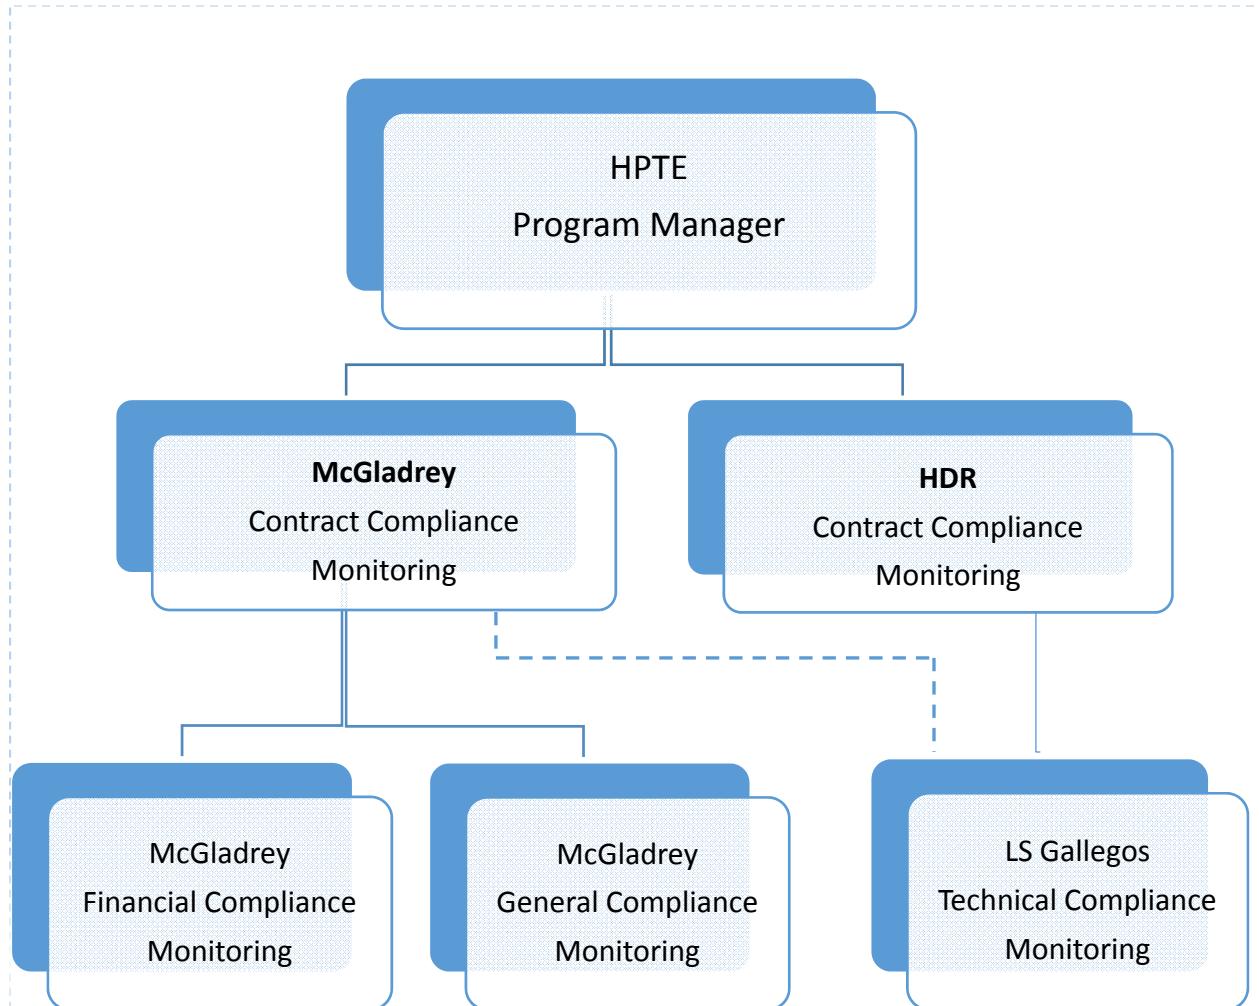 HPTE
Program Manager
McGladrey
Contract Compliance
Monitoring
HDR
Contract Compliance
Monitoring
McGladrey
Financial Compliance
Monitoring
McGladrey
General Compliance
Monitoring
LS Gallegos
Technical Compliance
Monitoring